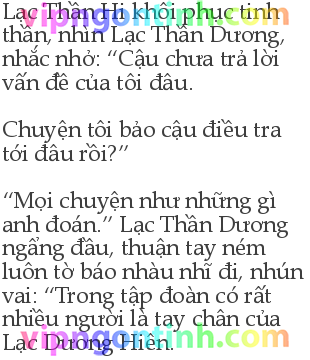 Lạc Thần Hi khôi phục tinh
thần, nhìn Lạc Thần Dương,
nhắc nhở: “Cậu chưa trả lời
vấn đề của tôi đâu.
Chuyện tôi bảo cậu điều tra
tới đâu rồi?”
“Mọi chuyện như những gì
anh đoán.” Lạc Thần Dương
ngẩng đầu, thuận tay ném
luôn tờ báo nhàu nhĩ đi, nhún
vai: “Trong tập đoàn có rất
nhiều người là tay chân của
Lạc Dương Hiên.
vipngontinh.com
vipngontinh.com